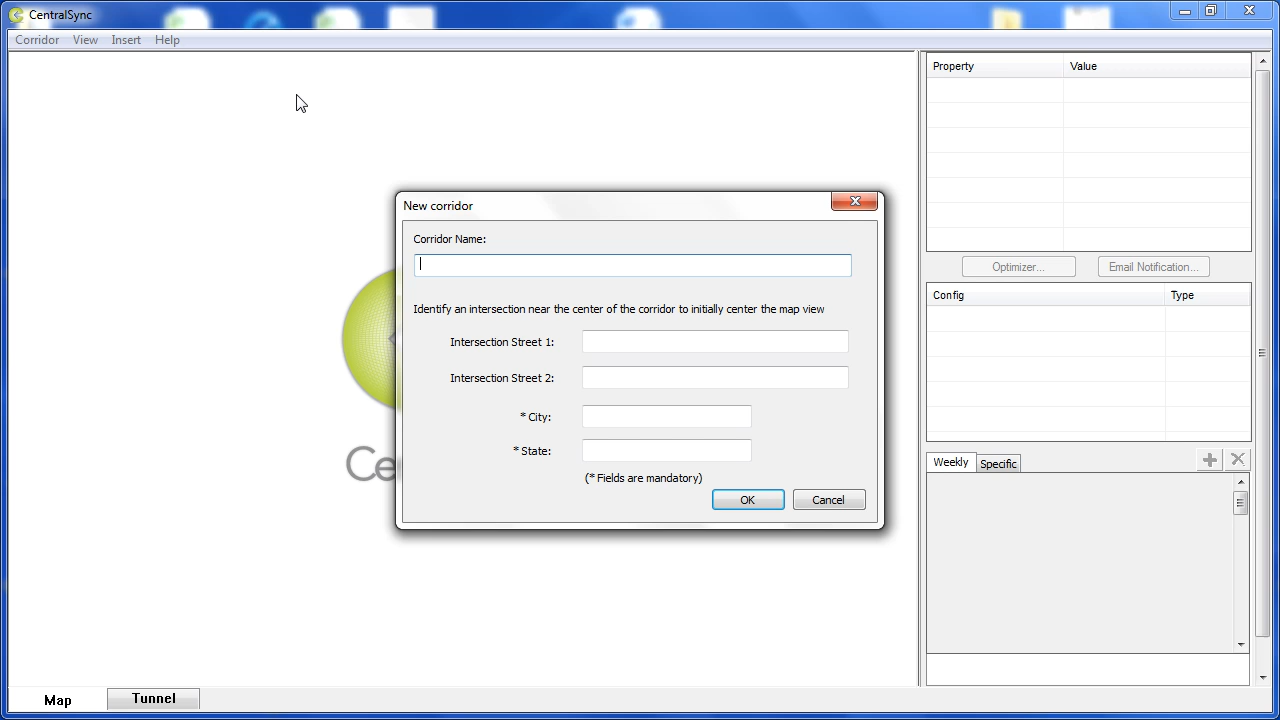 CentralSync
Corridor View Insert Help
Property Value
New corridor
Corridor Name:
Optimizer... Email Notification...
Config Type
Identify an intersection near the center of the corridor to initially center the map view
Intersection Street 1:
Intersection Street 2:
* City:
* State:
Ce
Weekly Specific
(* Fields are mandatory)
OK Cancel
Map Tunnel